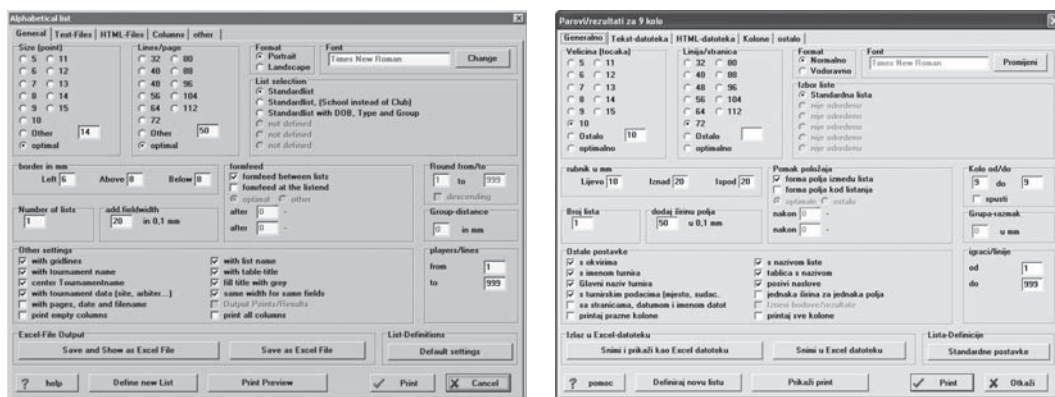 Alphabetical list
General Text-Files HTML-Files Columns other
Size (point) Lines/page Format Font
5 11 32 80 Portrait Times New Roman Change
6 12 40 88 Landscape
7 13 48 96 List selection
8 14 56 104 Standardlist
9 15 64 112 Standardlist, (School instead of Club)
10 72 Standardlist with DOB, Type and Group
Other 14 Other 50 not defined
optimal optimal not defined
border in mm formfeed Round from/to
Left 6 Above 8 Below 8 formfeed between lists 1 to 999
formfeed at the listend descending
optimal other
Number of lists add.fieldwidth after 0 - Group-distance
1 20 in 0,1 mm after 0 - 0 in mm
Other settings players/lines
with gridlines with list name from 1
with tournament name with table-title to 999
center Tournamentname fill title with grey
with tournament data (site, arbiter...) same width for same fields
with pages, date and filename Output Points/Results
print empty columns print all columns
Excel-File Output List-Definitions
Save and Show as Excel File Save as Excel File Default settings
? help Define new List Print Preview Print Cancel
Parovi/rezultati za 9 kolo
Generalno Tekst-datoteka HTML-datoteka Kolone ostalo
Velicina (tocaka) Linija/stranica Format Font
5 11 32 80 Normalno Times New Roman Promijeni
6 12 40 88 Vodoravno
7 13 48 96 Izbor liste
8 14 56 104 Standardna lista
9 15 64 112 nije određeno
10 72 nije određeno
Ostalo 10 Ostalo nije određeno
optimalno optimalno nije određeno
rubnik u mm Pomak položaja Kolo od/do
Lijevo 10 Iznad 20 Ispod 20 forma polja između lista 9 do 9
forma polja kod listanja spusti
optimalo ostalo
Broj lista dodaj širinu polja nakon 0 - Grupa-razmak
1 50 u 0,1 mm nakon 0 - 0 u mm
Ostale postavke igraci/linije
s okvirima s nazivom liste od 1
s imenom turnira tablica s nazivom do 999
Glavni naziv turnira posivi naslove
s turnirskim podacima (mjesto, sudac. jednaka širina za jednaka polja
sa stranicama, datumom i imenom datot Iznesi bodove/rezultate
printaj prazne kolone printaj sve kolone
Izlaz u Excel-datoteku Lista-Definicije
Snimi i prikaži kao Excel datoteku Snimi u Excel datoteku Standardne postavke
? pomoc Definiraj novu listu Prikaži print Print Otkaži